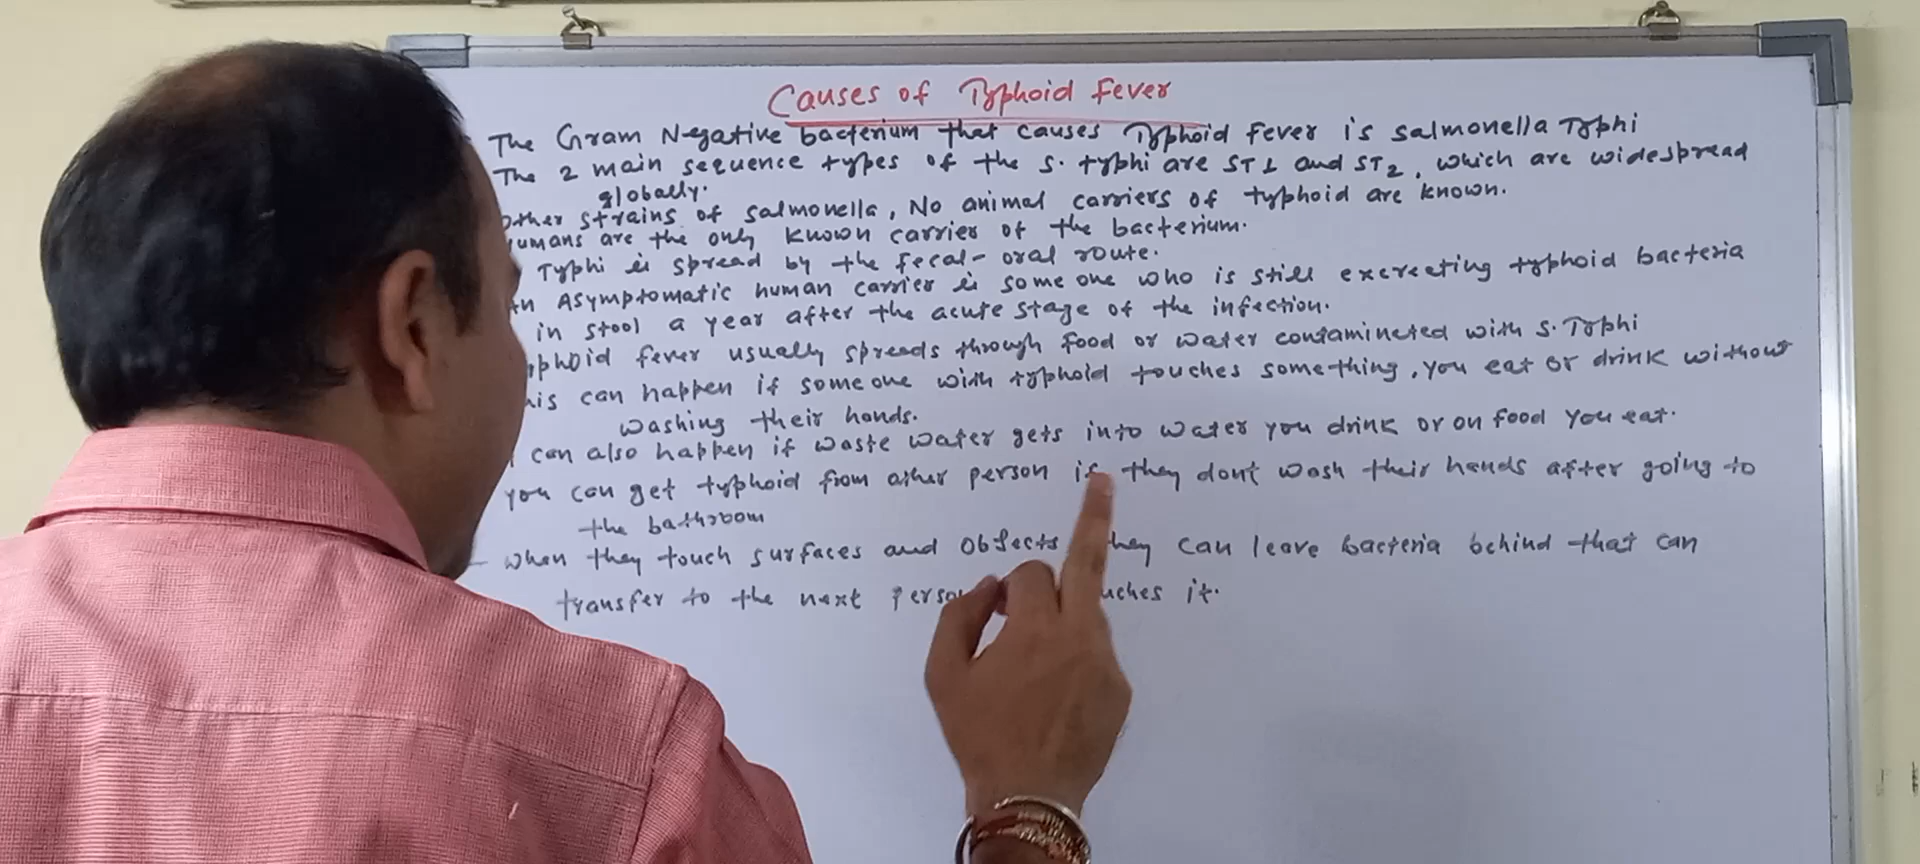 Causes of Typhoid Fever
The Gram Negative bacterium that causes Typhoid Fever is Salmonella Typhi
The 2 main sequence types of the S. typhi are ST1 and ST2, which are widespread
globally.
other strains of salmonella, No animal carriers of typhoid are known.
umans are the only known carrier of the bacterium.
Typhi is spread by the fecal-oral route.
An Asymptomatic human carrier is some one who is still excreating typhoid bacteria
in stool a year after the acute stage of the infection.
phoid fever usually spreads through food or water contamineted with S. Typhi
his can happen if some one with typhoid touches something, you eat or drink without
washing their hands.
can also happen if waste water gets into water you drink or on food you eat.
you can get typhoid from other person if they dont wash their hands after going to
the bathroom
- when they touch surfaces and objects they can leave bacteria behind that can
transfer to the next perso uches it.